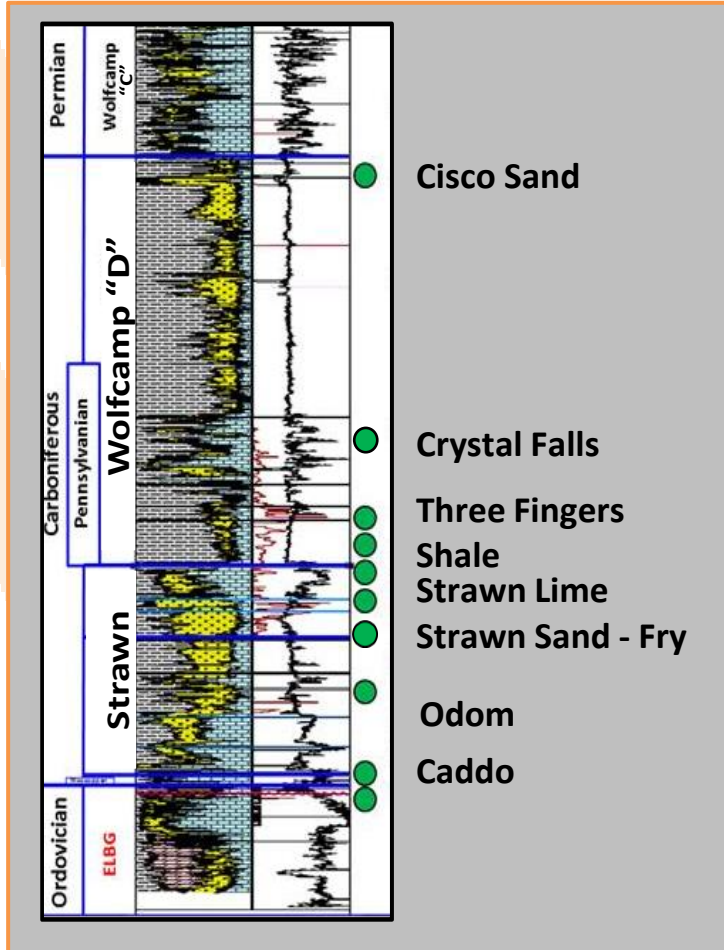 Permian
Wolfcamp
"C"
Carboniferous
Pennsylvanian
Wolfcamp "D"
Strawn
Ordovician
ELBG
Cisco Sand
Crystal Falls
Three Fingers
Shale
Strawn Lime
Strawn Sand - Fry
Odom
Caddo